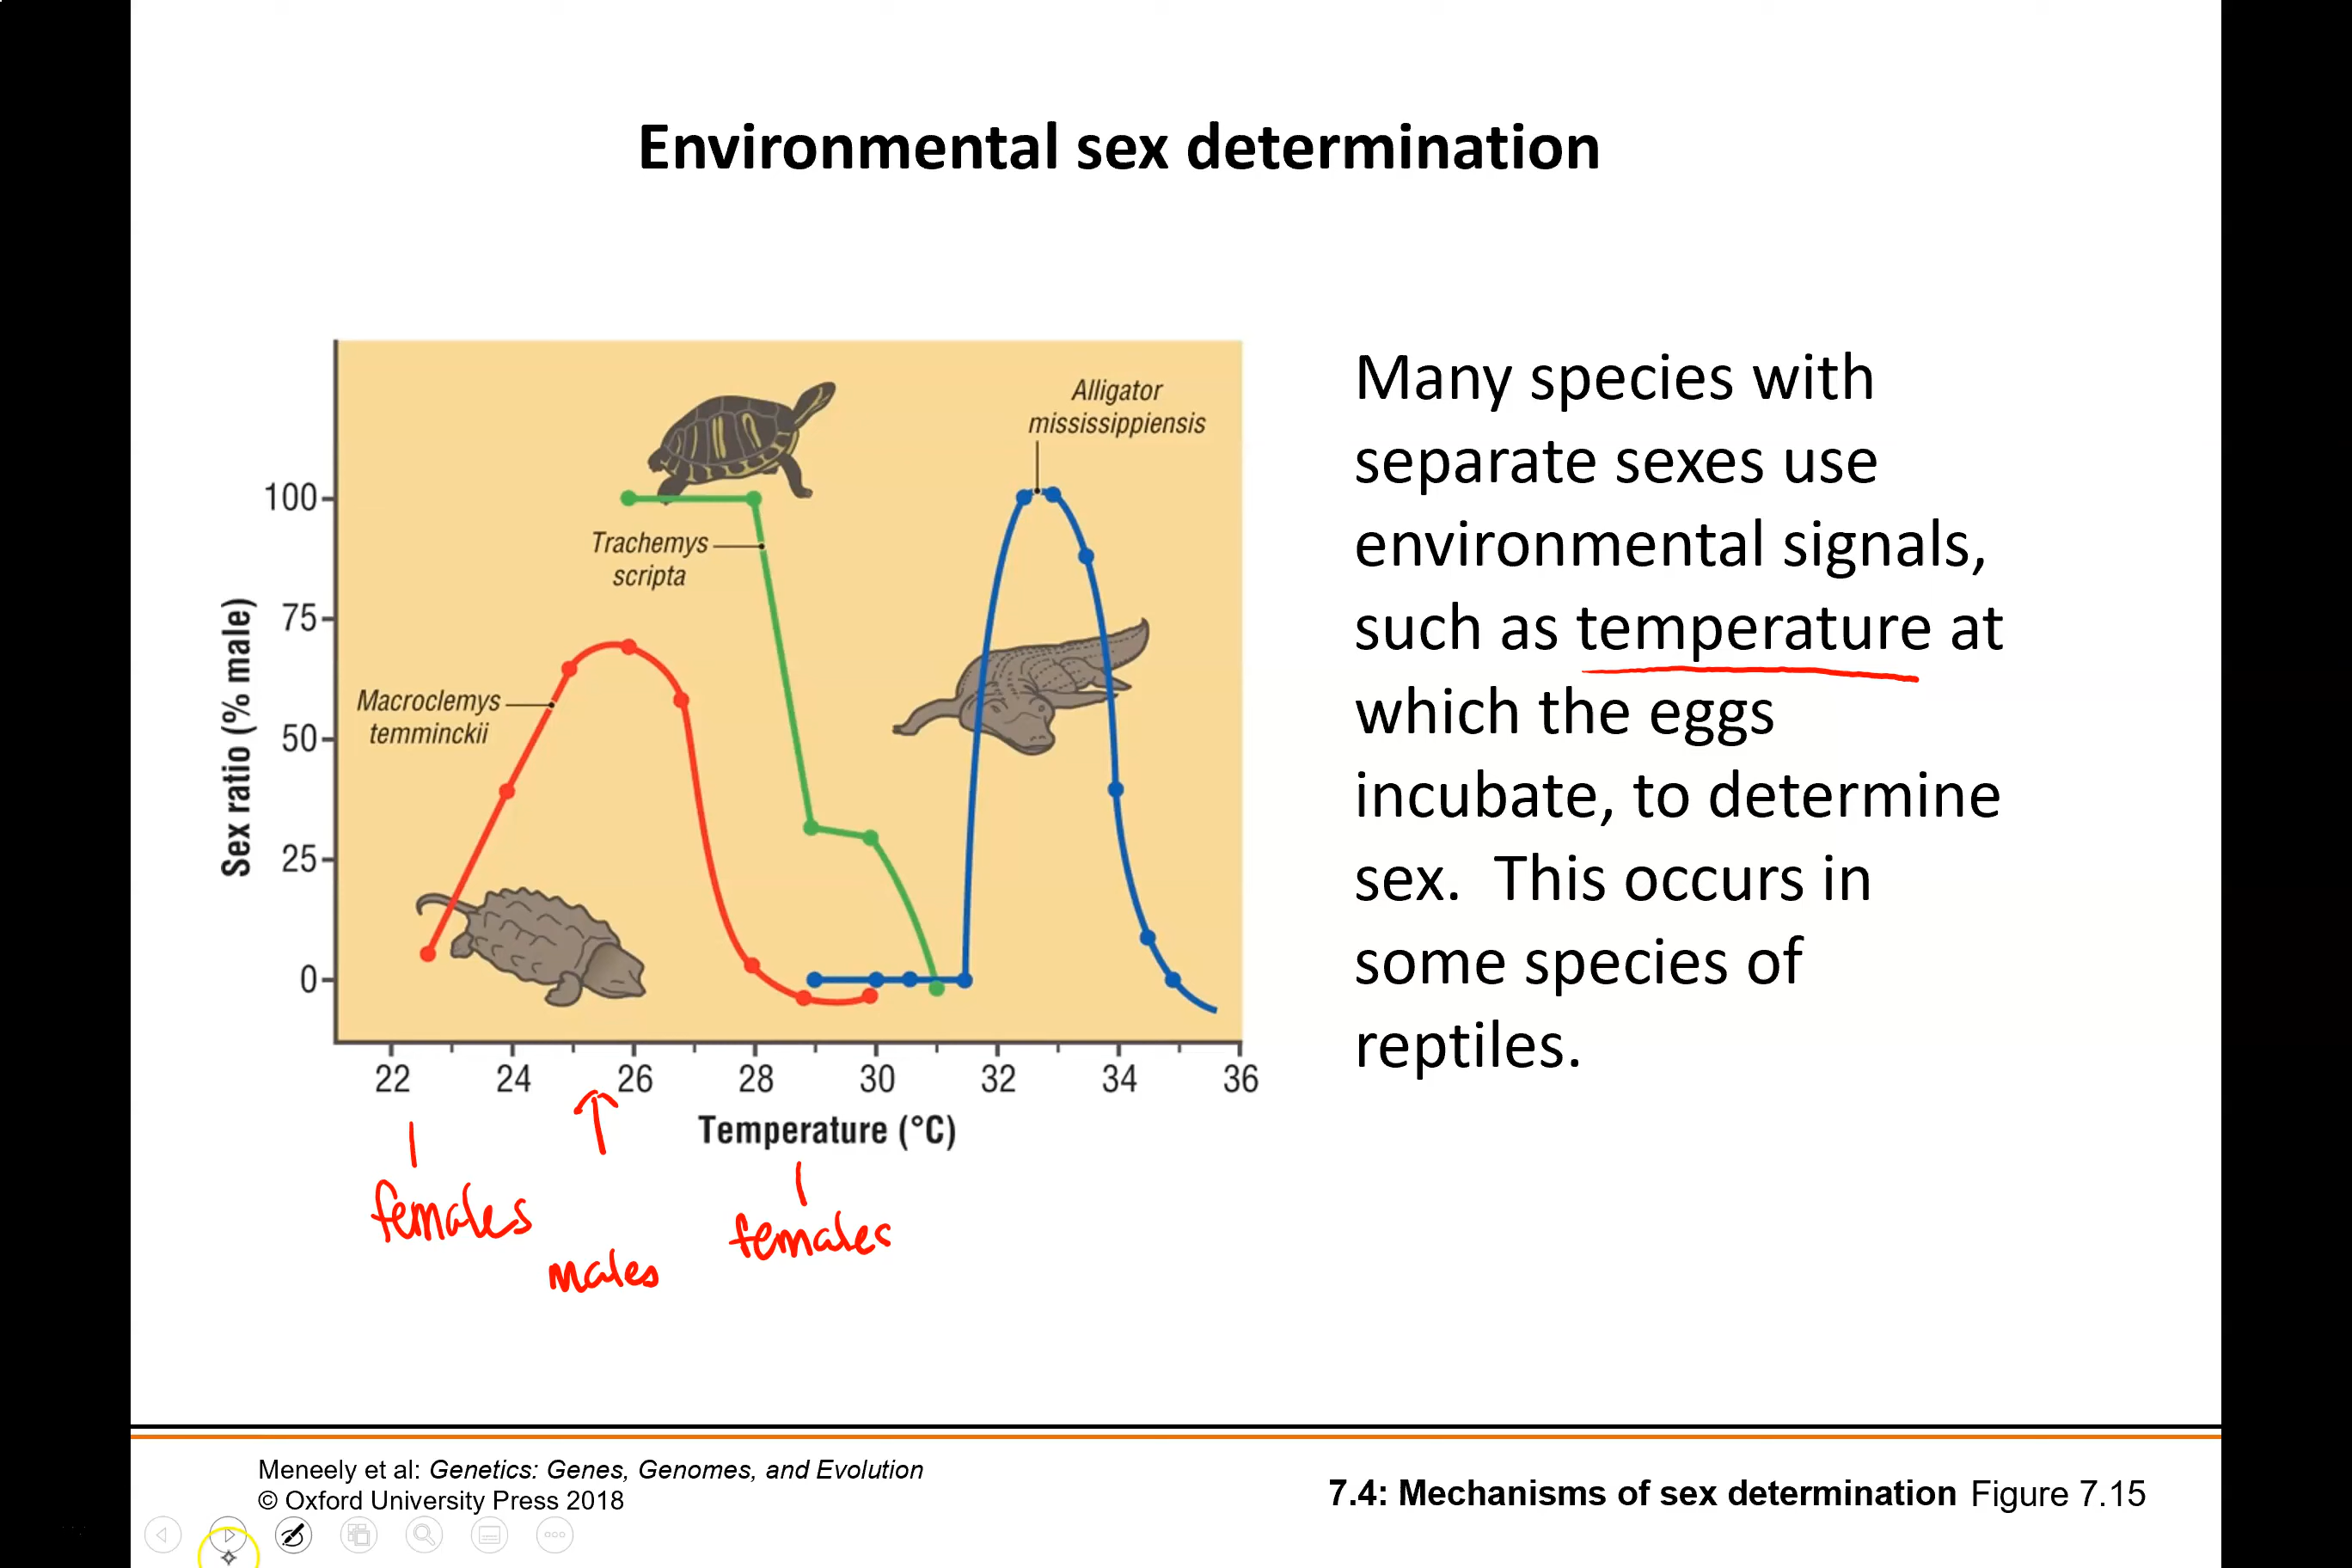 Environmental sex determination
Alligator
mississippiensis
100
Trachemys
scripta
75
Macroclemys
temminckii
50
25
0
Sex ratio (% male)
22 24 26 28 30 32 34 36
Temperature (°C)
females
males
females
Many species with
separate sexes use
environmental signals,
such as temperature at
which the eggs
incubate, to determine
sex.  This occurs in
some species of
reptiles.
Meneely et al: Genetics: Genes, Genomes, and Evolution
© Oxford University Press 2018
7.4: Mechanisms of sex determination Figure 7.15